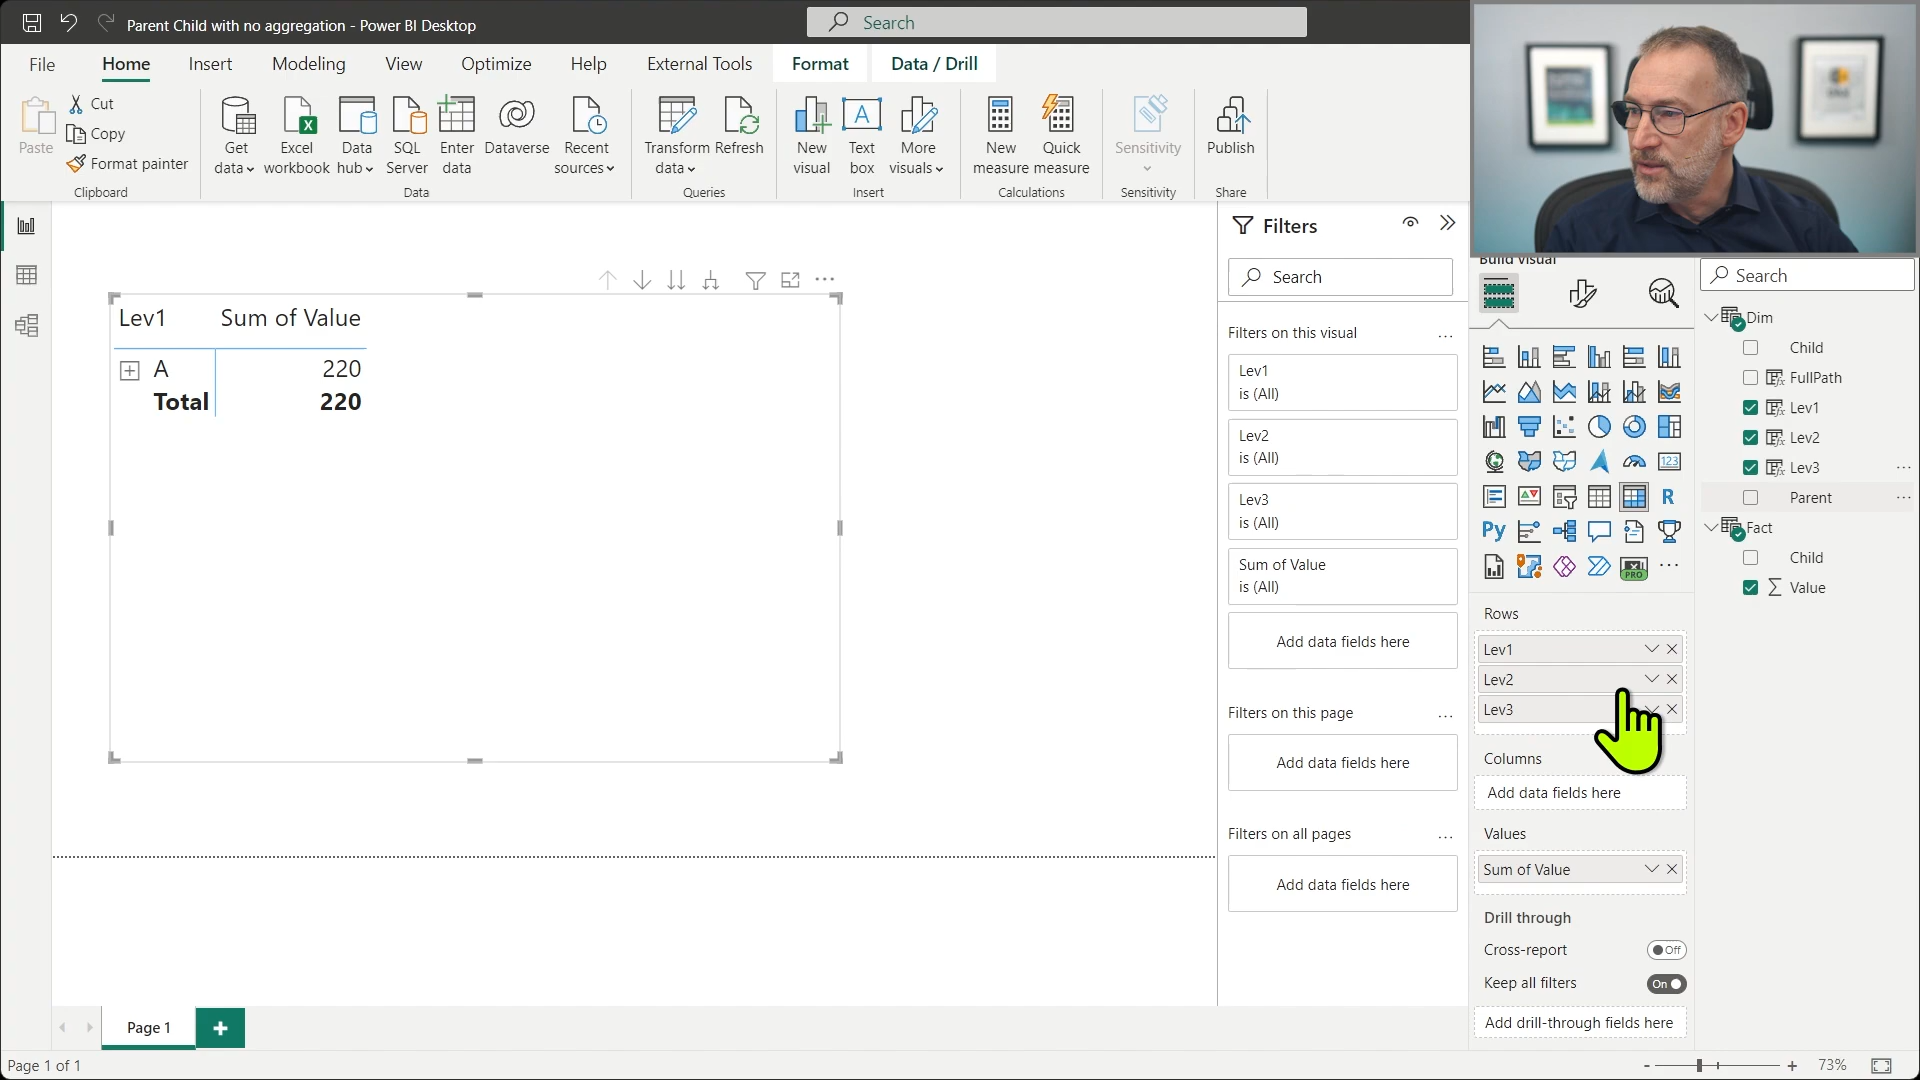 Parent Child with no aggregation - Power BI Desktop
Search
File Home Insert Modeling View Optimize Help External Tools Format Data / Drill
Paste
Cut
Copy
Format painter
Clipboard
Get data
Excel workbook
Data hub
SQL Server
Enter data
Dataverse
Recent sources
Data
Transform data
Refresh
Queries
New visual
Text box
More visuals
Insert
New measure
Quick measure
Calculations
Sensitivity
Sensitivity
Publish
Share
Lev1 Sum of Value
A 220
Total 220
Filters
Search
Filters on this visual
Lev1
is (All)
Lev2
is (All)
Lev3
is (All)
Sum of Value
is (All)
Add data fields here
Filters on this page
Add data fields here
Filters on all pages
Add data fields here
Build visual
123
R
Py
PRO
Rows
Lev1
Lev2
Lev3
Columns
Add data fields here
Values
Sum of Value
Drill through
Cross-report Off
Keep all filters On
Add drill-through fields here
Search
Dim
Child
FullPath
Lev1
Lev2
Lev3
Parent
Fact
Child
Value
Page 1
Page 1 of 1
73%